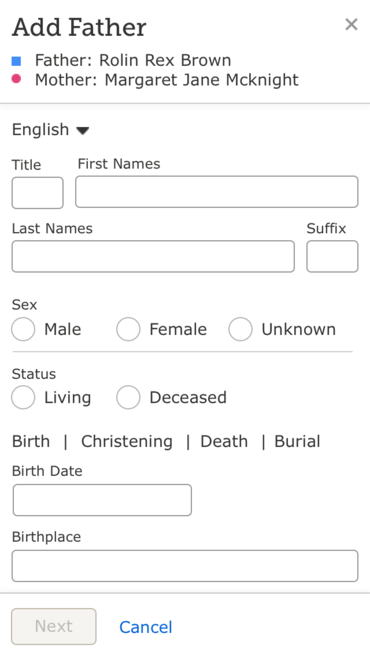 Add Father ×
Father: Rolin Rex Brown
Mother: Margaret Jane Mcknight
English
Title First Names
Last Names Suffix
Sex
Male Female Unknown
Status
Living Deceased
Birth | Christening | Death | Burial
Birth Date
Birthplace
Next Cancel